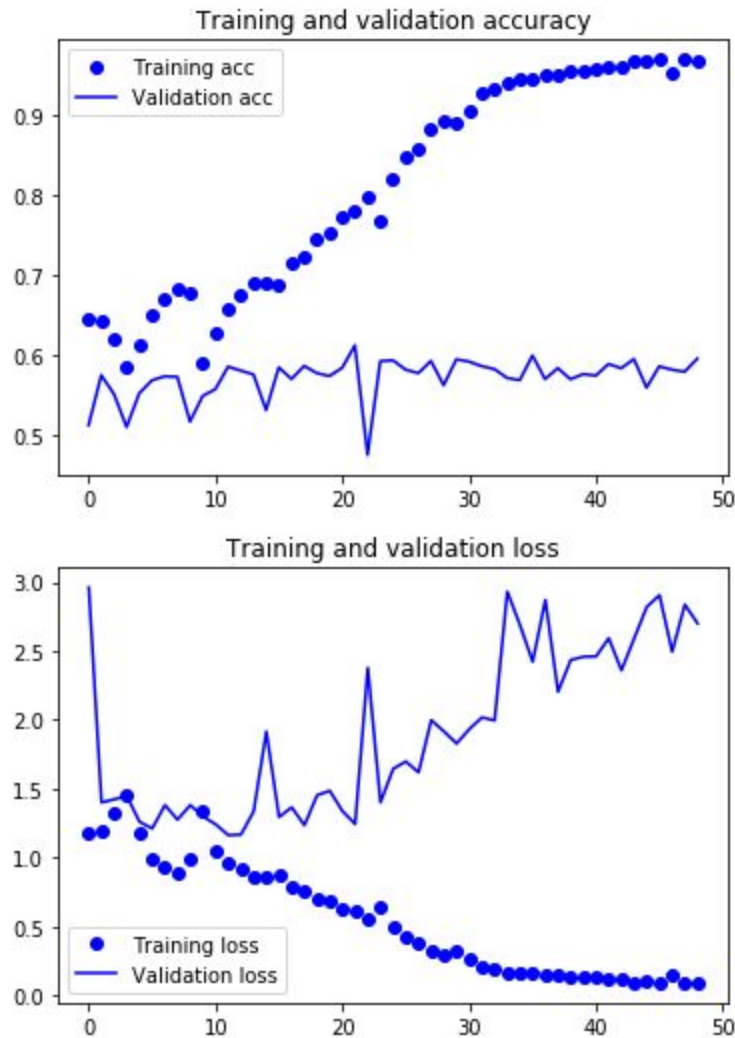 Training and validation accuracy
Training acc
Validation acc
0.9
0.8
0.7
0.6
0.5
0 10 20 30 40 50
Training and validation loss
3.0
2.5
2.0
1.5
1.0
0.5
0.0
Training loss
Validation loss
0 10 20 30 40 50